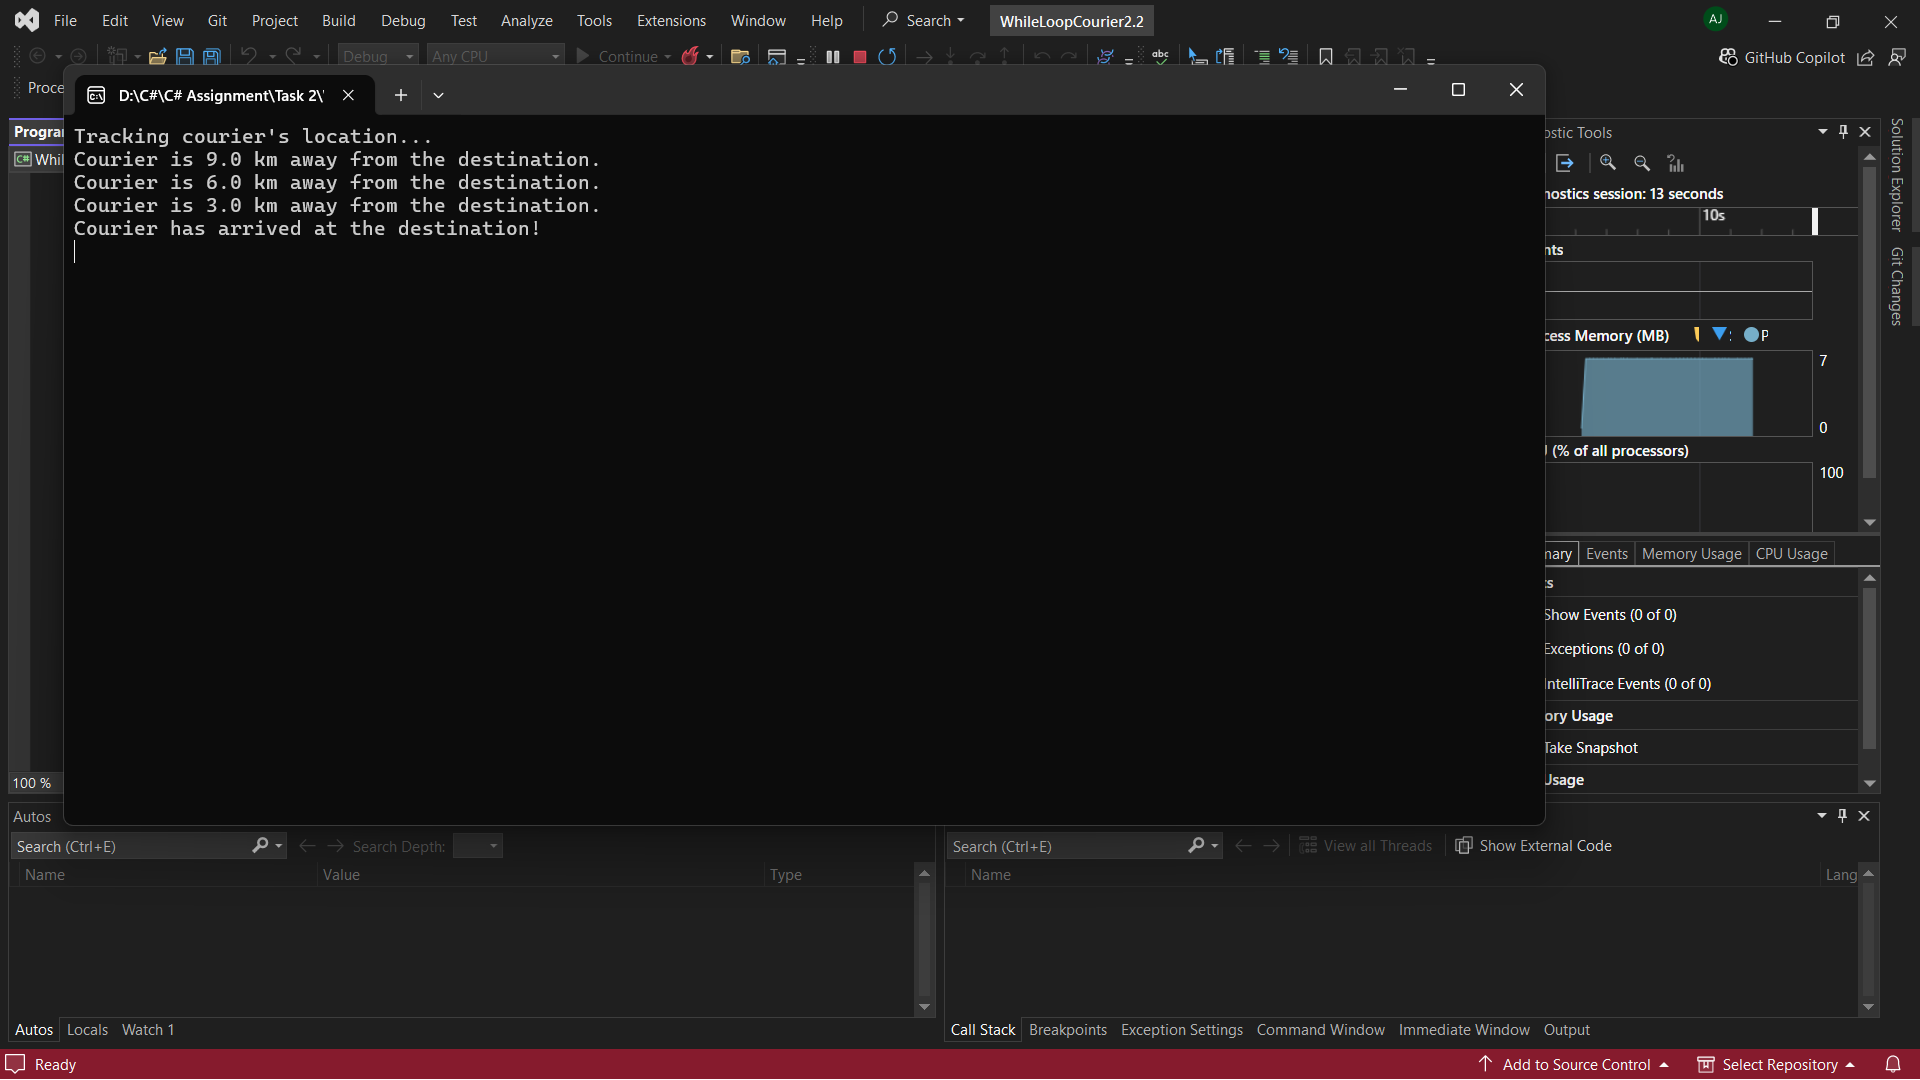 File Edit View Git Project Build Debug Test Analyze Tools Extensions Window Help Search WhileLoopCourier2.2 AJ
Debug Any CPU Continue abc GitHub Copilot
Proce
D:\C#\C# Assignment\Task 2\'
Tracking courier's location...
Courier is 9.0 km away from the destination.
Courier is 6.0 km away from the destination.
Courier is 3.0 km away from the destination.
Courier has arrived at the destination!
Progra
C# Whil
100 %
ostic Tools
nostics session: 13 seconds
10s
nts
cess Memory (MB) P
7
0
(% of all processors)
100
mary Events Memory Usage CPU Usage
ts
Show Events (0 of 0)
Exceptions (0 of 0)
IntelliTrace Events (0 of 0)
ory Usage
Take Snapshot
Usage
Solution Explorer
Git Changes
Autos
Search (Ctrl+E) Search Depth:
Name Value Type
Autos Locals Watch 1
Search (Ctrl+E) View all Threads Show External Code
Name Lang
Call Stack Breakpoints Exception Settings Command Window Immediate Window Output
Ready Add to Source Control Select Repository